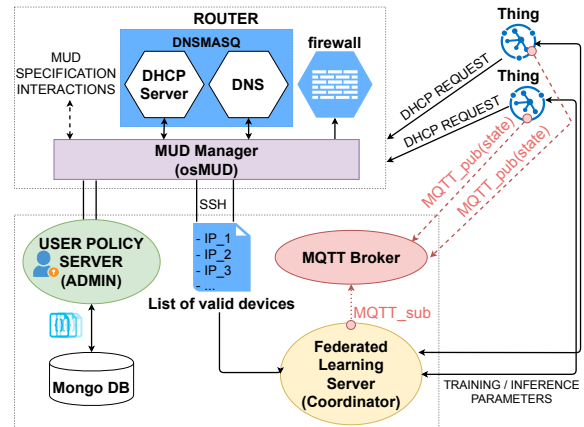 ROUTER
DNSMASQ
DHCP
Server
DNS
firewall
MUD
SPECIFICATION
INTERACTIONS
MUD Manager
(osMUD)
Thing
Thing
DHCP REQUEST
DHCP REQUEST
MQTT_pub(state)
MQTT_pub(state)
SSH
USER POLICY
SERVER
(ADMIN)
- IP_1
- IP_2
- IP_3
- ...
List of valid devices
MQTT Broker
MQTT_sub
Mongo DB
Federated
Learning
Server
(Coordinator)
TRAINING / INFERENCE
PARAMETERS